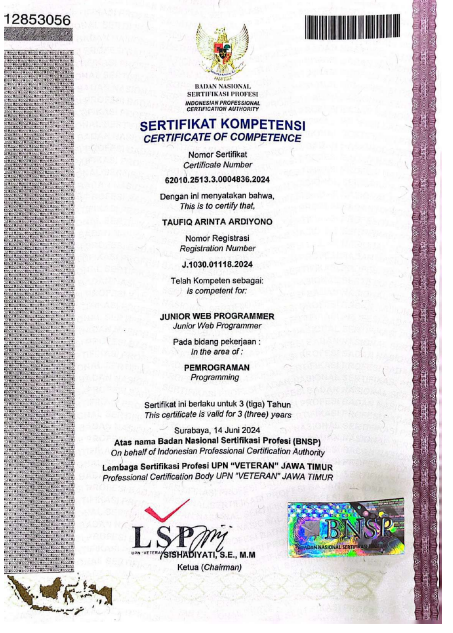 12853056
BADAN NASIONAL
SERTIFIKASI PROFESI
INDONESIAN PROFESSIONAL
CERTIFICATION AUTHORITY
SERTIFIKAT KOMPETENSI
CERTIFICATE OF COMPETENCE
Nomor Sertifikat
Certificate Number
62010.2513.3.0004836.2024
Dengan ini menyatakan bahwa,
This is to certify that,
TAUFIQ ARINTA ARDIYONO
Nomor Registrasi
Registration Number
J.1030.01118.2024
Telah Kompeten sebagai:
is competent for:
JUNIOR WEB PROGRAMMER
Junior Web Programmer
Pada bidang pekerjaan :
In the area of :
PEMROGRAMAN
Programming
Sertifikat ini berlaku untuk 3 (tiga) Tahun
This certificate is valid for 3 (three) years
Surabaya, 14 Juni 2024
Atas nama Badan Nasional Sertifikasi Profesi (BNSP)
On behalf of Indonesian Professional Certification Authority
Lembaga Sertifikasi Profesi UPN "VETERAN" JAWA TIMUR
Professional Certification Body UPN "VETERAN" JAWA TIMUR
LSP
BNSP
BADAN NASIONAL SERTIFIKASI
SISHADIYATI, S.E., M.M
Ketua (Chairman)